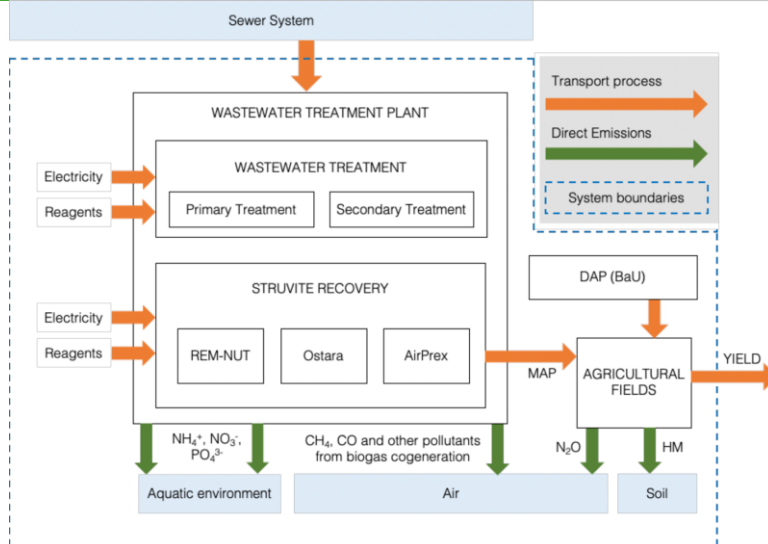 Sewer System
Transport process
Direct Emissions
System boundaries
WASTEWATER TREATMENT PLANT
WASTEWATER TREATMENT
Electricity
Reagents
Primary Treatment
Secondary Treatment
STRUVITE RECOVERY
Electricity
Reagents
REM-NUT
Ostara
AirPrex
DAP (BaU)
MAP
AGRICULTURAL
FIELDS
YIELD
NH₄⁺, NO₃⁻,
PO₄³⁻
CH₄, CO and other pollutants
from biogas cogeneration
N₂O
HM
Aquatic environment
Air
Soil